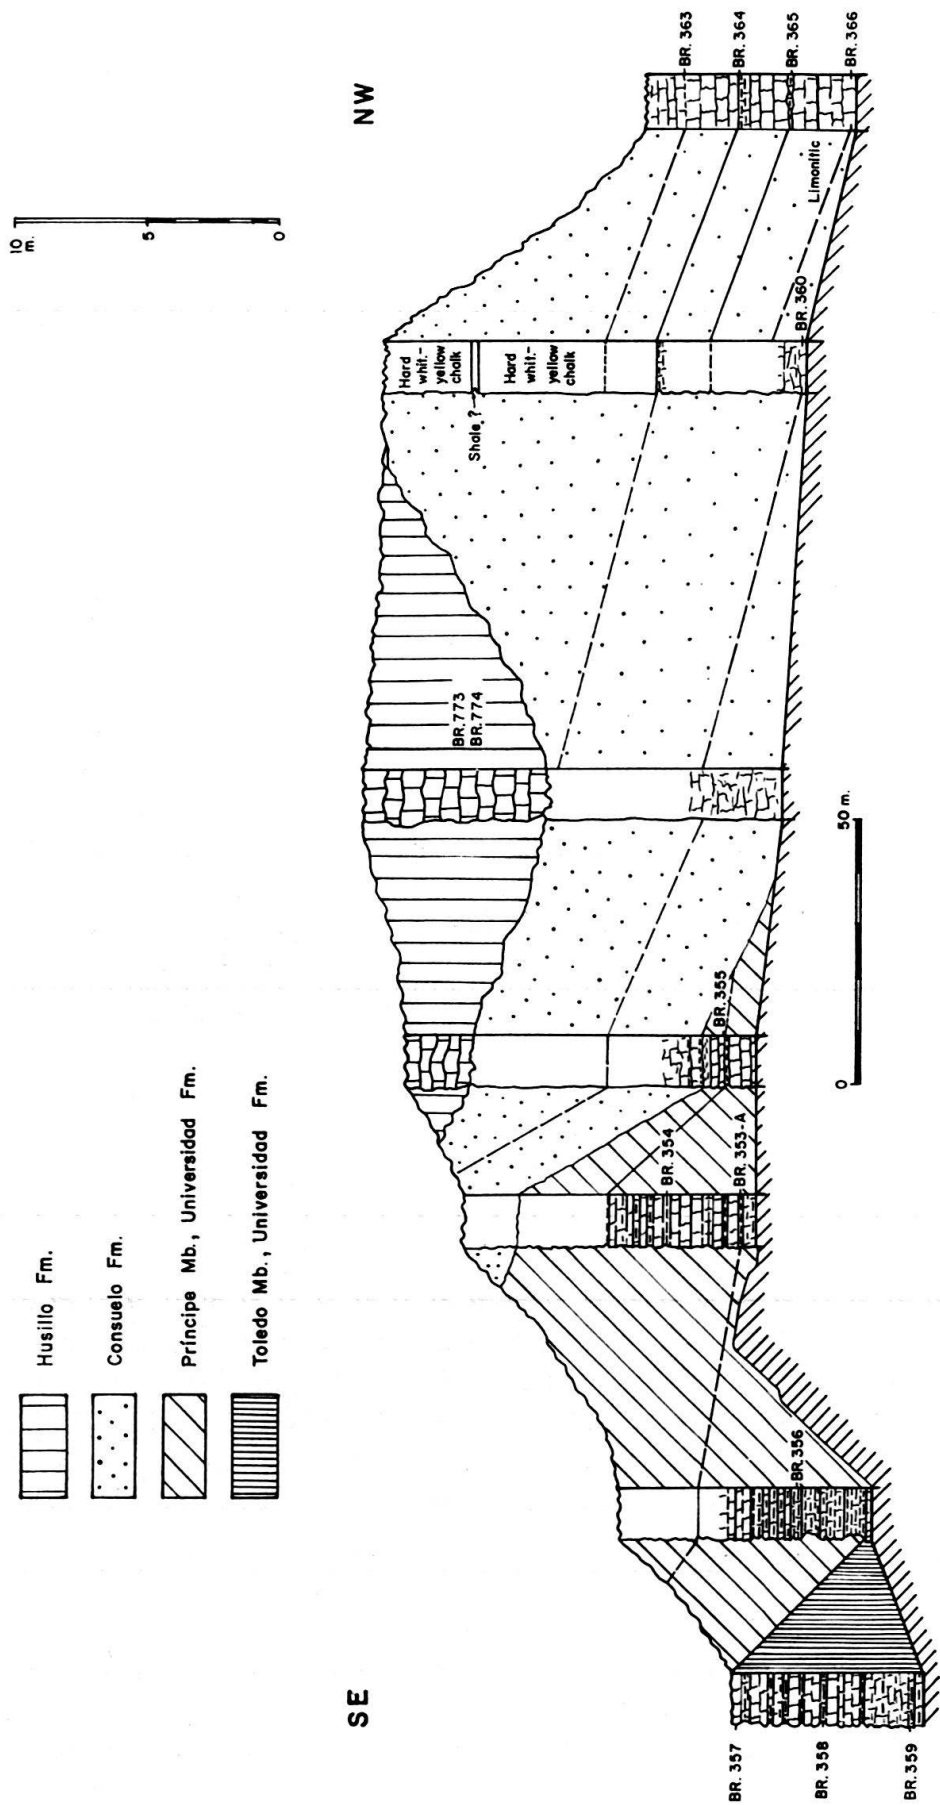 Husillo Fm.
Consuelo Fm.
Príncipe Mb., Universidad Fm.
Toledo Mb., Universidad Fm.
10
m.
5
0
SE
NW
BR.357
BR.358
BR.359
BR.356
BR.354
BR.353-A
BR.355
BR.773
BR.774
Hard
whit.-
yellow
chalk
Shale ?
Hard
whit.-
yellow
chalk
BR.360
Limonitic
BR.363
BR.364
BR.365
BR.366
0
50 m.